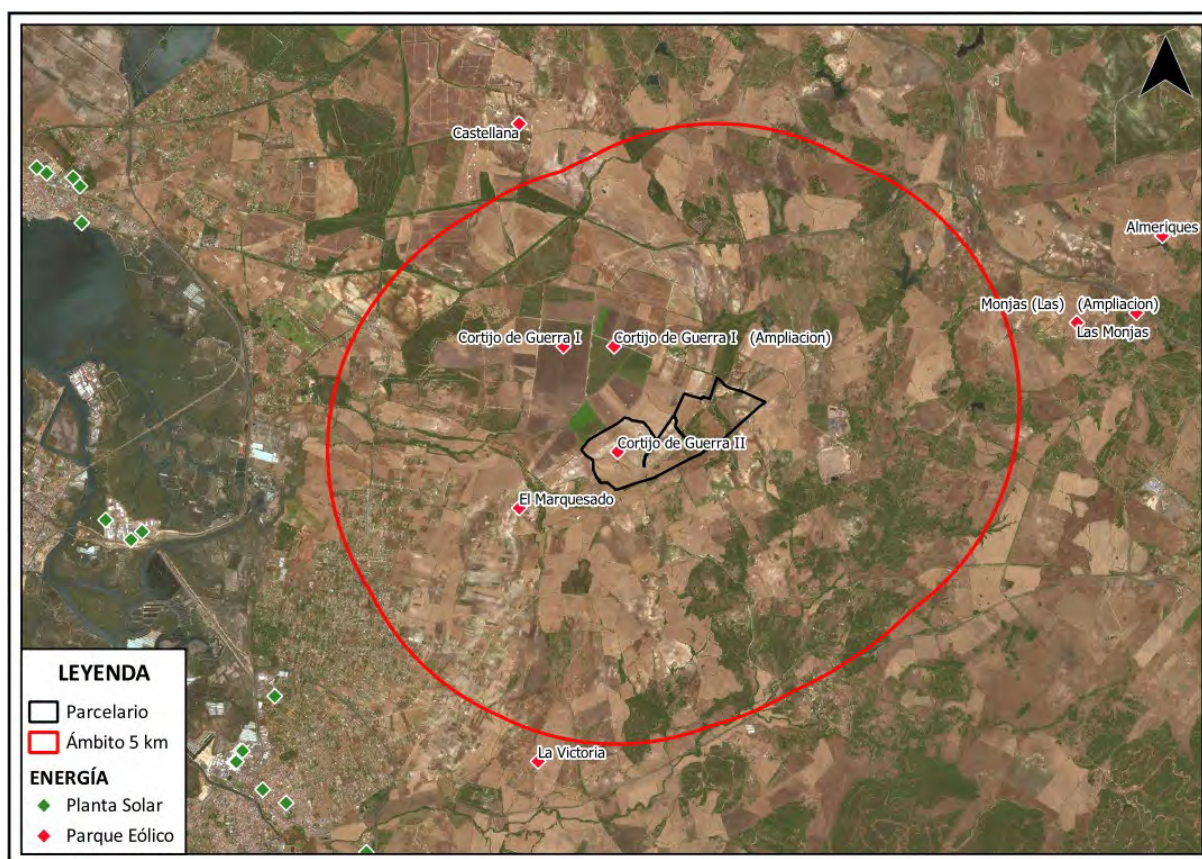 Castellana
Almeriques
Monjas (Las) (Ampliacion)
Las Monjas
Cortijo de Guerra I
Cortijo de Guerra I (Ampliacion)
Cortijo de Guerra II
El Marquesado
La Victoria
LEYENDA
Parcelario
Ámbito 5 km
ENERGÍA
Planta Solar
Parque Eólico